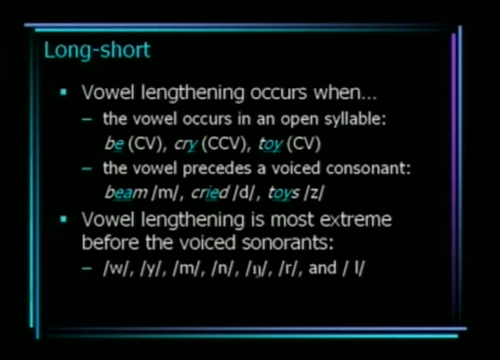 Long-short
Vowel lengthening occurs when...
– the vowel occurs in an open syllable:
be (CV), cry (CCV), toy (CV)
– the vowel precedes a voiced consonant:
beam /m/, cried /d/, toys /z/
Vowel lengthening is most extreme
before the voiced sonorants:
– /w/, /y/, /m/, /n/, /ŋ/, /r/, and / l/